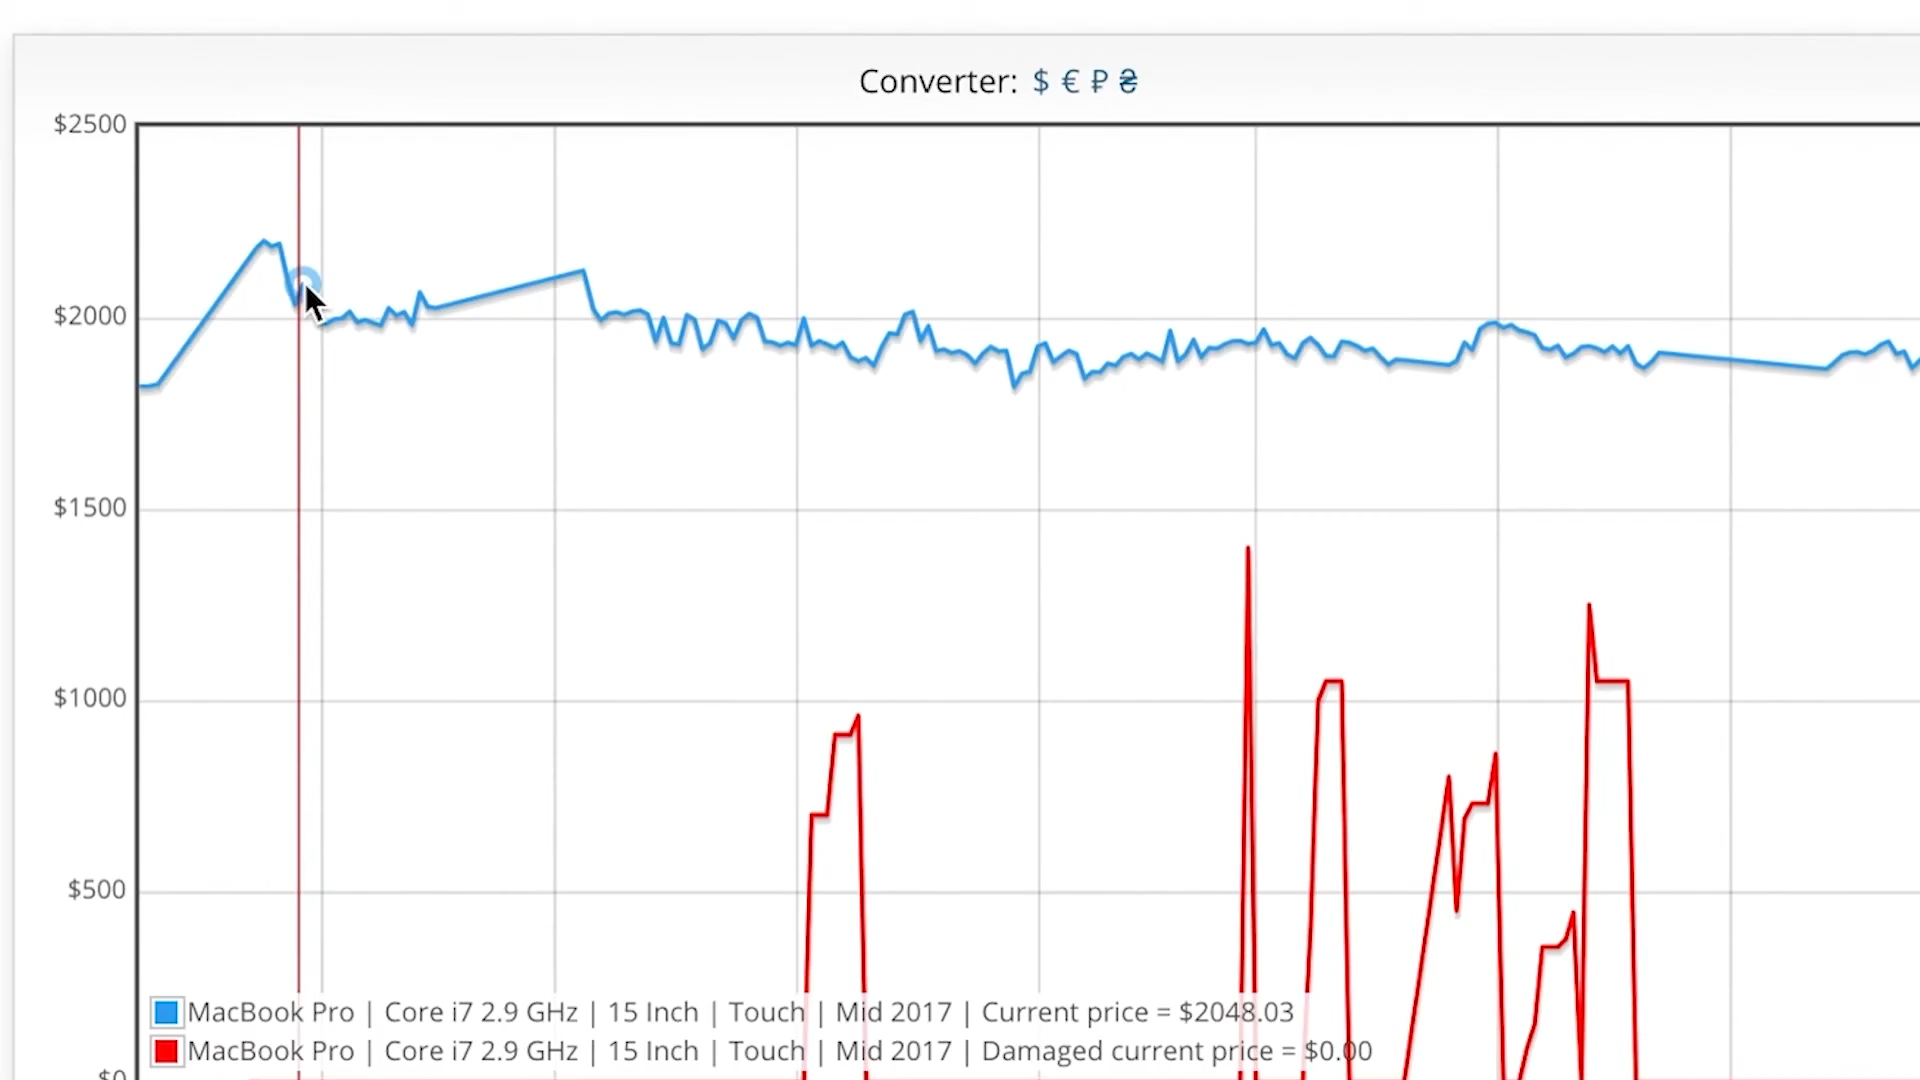 Converter: $ € ₽ ₴
$2500
$2000
$1500
$1000
$500
$0
MacBook Pro | Core i7 2.9 GHz | 15 Inch | Touch | Mid 2017 | Current price = $2048.03
MacBook Pro | Core i7 2.9 GHz | 15 Inch | Touch | Mid 2017 | Damaged current price = $0.00